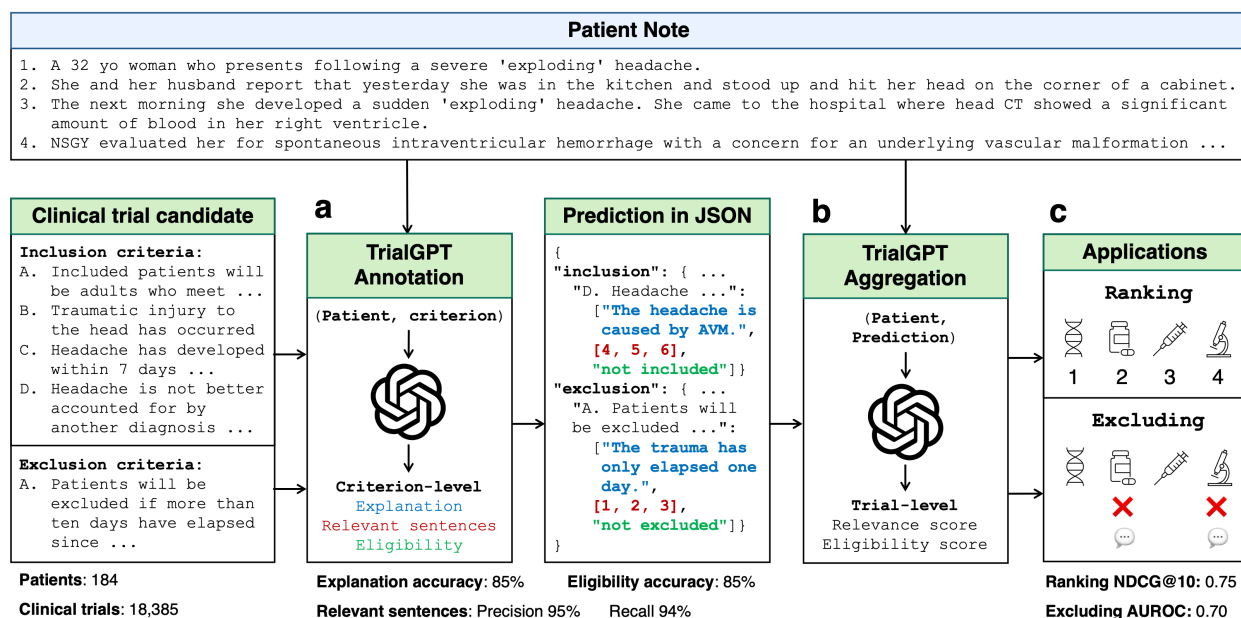 Patient Note
1. A 32 yo woman who presents following a severe 'exploding' headache.
2. She and her husband report that yesterday she was in the kitchen and stood up and hit her head on the corner of a cabinet.
3. The next morning she developed a sudden 'exploding' headache. She came to the hospital where head CT showed a significant
amount of blood in her right ventricle.
4. NSGY evaluated her for spontaneous intraventricular hemorrhage with a concern for an underlying vascular malformation ...
Clinical trial candidate
Inclusion criteria:
A. Included patients will
be adults who meet ...
B. Traumatic injury to
the head has occurred
C. Headache has developed
within 7 days ...
D. Headache is not better
accounted for by
another diagnosis ...
Exclusion criteria:
A. Patients will be
excluded if more than
ten days have elapsed
since ...
Patients: 184
Clinical trials: 18,385
a
TrialGPT
Annotation
(Patient, criterion)
Criterion-level
Explanation
Relevant sentences
Eligibility
Explanation accuracy: 85%
Relevant sentences: Precision 95% Recall 94%
Prediction in JSON
{
"inclusion": { ...
"D. Headache ...":
["The headache is
caused by AVM.",
[4, 5, 6],
"not included"]}
"exclusion": { ...
"A. Patients will
be excluded ...":
["The trauma has
only elapsed one
day.",
[1, 2, 3],
"not excluded"]}
}
Eligibility accuracy: 85%
b
TrialGPT
Aggregation
(Patient,
Prediction)
Trial-level
Relevance score
Eligibility score
c
Applications
Ranking
1 2 3 4
Excluding
Ranking NDCG@10: 0.75
Excluding AUROC: 0.70